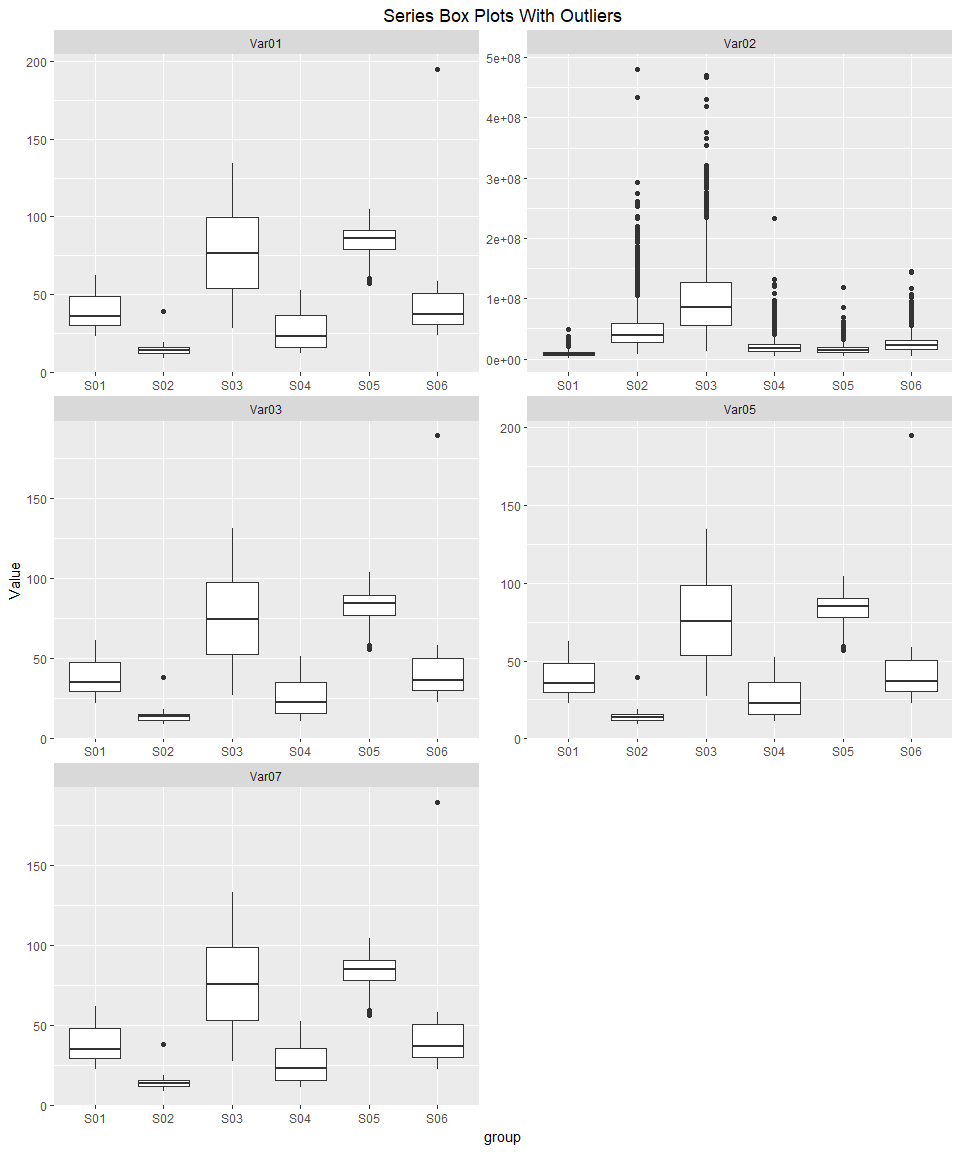 Series Box Plots With Outliers
Var01
Var02
200
150
100
50
0
S01 S02 S03 S04 S05 S06
5e+08
4e+08
3e+08
2e+08
1e+08
0e+00
S01 S02 S03 S04 S05 S06
Var03
Var05
Value
150
100
50
0
S01 S02 S03 S04 S05 S06
200
150
100
50
0
S01 S02 S03 S04 S05 S06
Var07
150
100
50
0
S01 S02 S03 S04 S05 S06
group